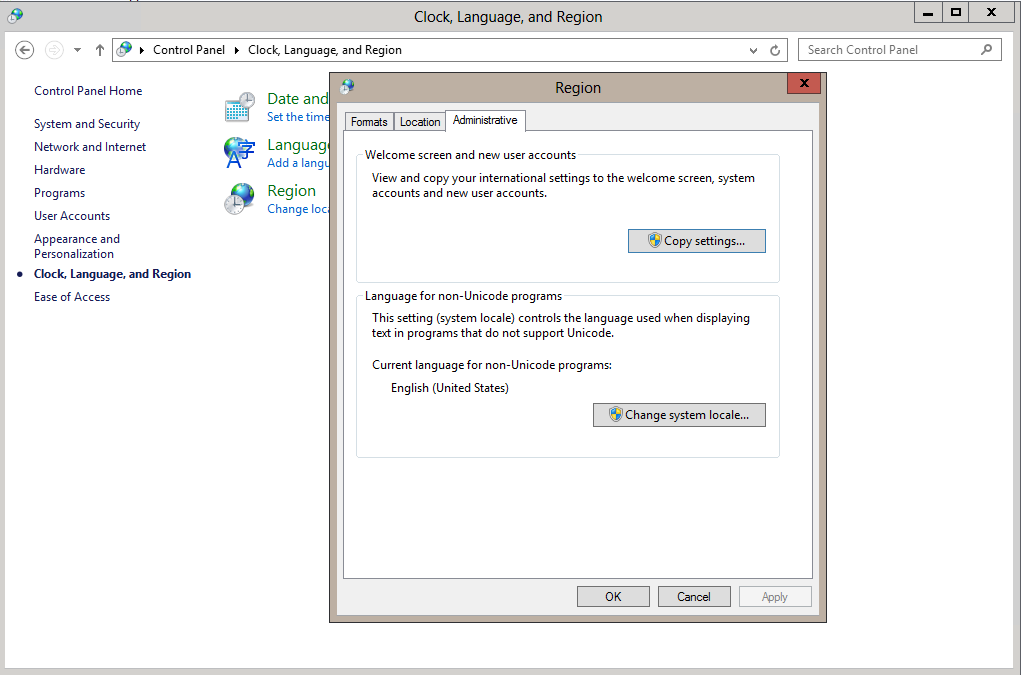 Clock, Language, and Region
Control Panel
Clock, Language, and Region
Search Control Panel
Control Panel Home
System and Security
Network and Internet
Hardware
Programs
User Accounts
Appearance and
Personalization
Clock, Language, and Region
Ease of Access
Date and
Set the time
Language
Add a langu
Region
Change loca
Region
Formats
Location
Administrative
Welcome screen and new user accounts
View and copy your international settings to the welcome screen, system
accounts and new user accounts.
Copy settings...
Language for non-Unicode programs
This setting (system locale) controls the language used when displaying
text in programs that do not support Unicode.
Current language for non-Unicode programs:
English (United States)
Change system locale...
OK
Cancel
Apply